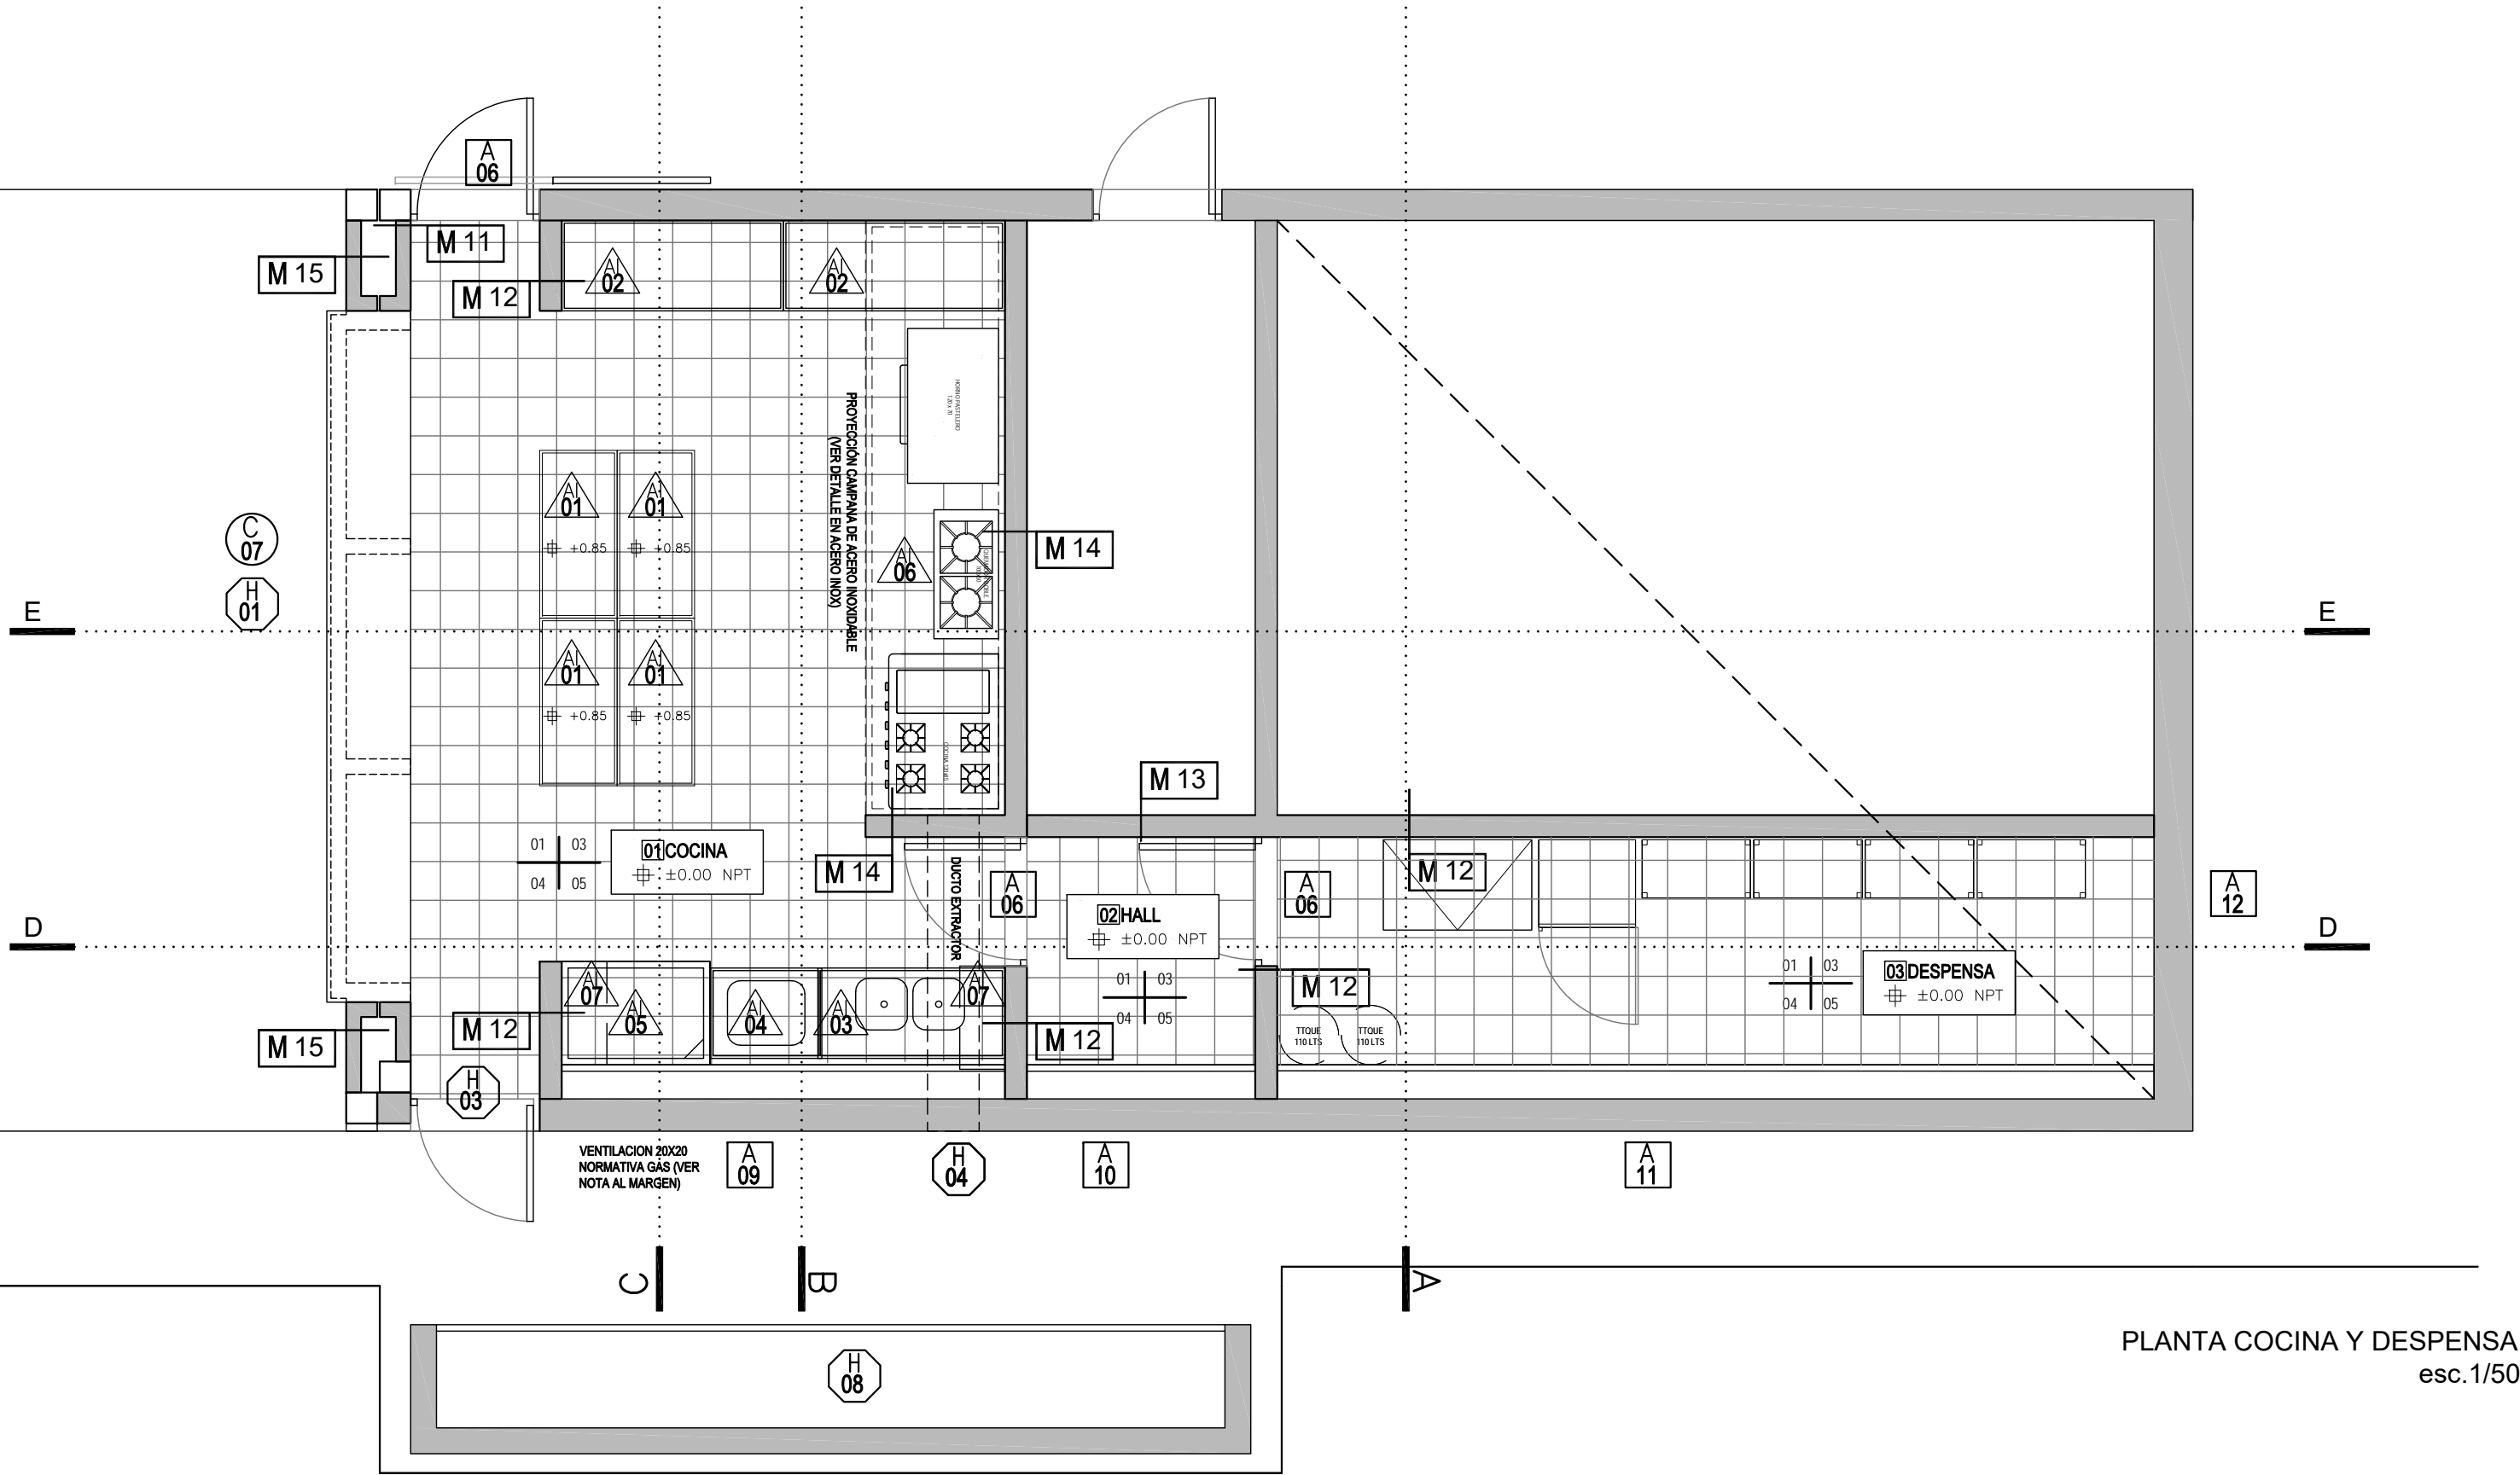 A
06
M 11
M 15
M 12
AI
02
AI
02
HORNO PASTELERO
120 x 70
PROYECCIÓN CAMPANA DE ACERO INOXIDABLE
(VER DETALLE EN ACERO INOX)
AI
01
AI
01
+0.85
+0.85
C
07
H
01
AI
06
M 14
E
E
AI
01
AI
01
+0.85
+0.85
M 13
01 03
04 05
01 COCINA
±0.00 NPT
M 14
DUCTO EXTRACTOR
A
06
02 HALL
±0.00 NPT
A
06
M 12
A
12
D
D
01 03
04 05
01 03
04 05
03 DESPENSA
±0.00 NPT
M 12
AI
07
AI
05
AI
04
AI
03
AI
07
M 12
M 12
M 15
TTQUE
110 LTS
TTQUE
110 LTS
H
03
VENTILACION 20X20
NORMATIVA GAS (VER
NOTA AL MARGEN)
A
09
H
04
A
10
A
11
C
B
A
H
08
PLANTA COCINA Y DESPENSA
esc.1/50